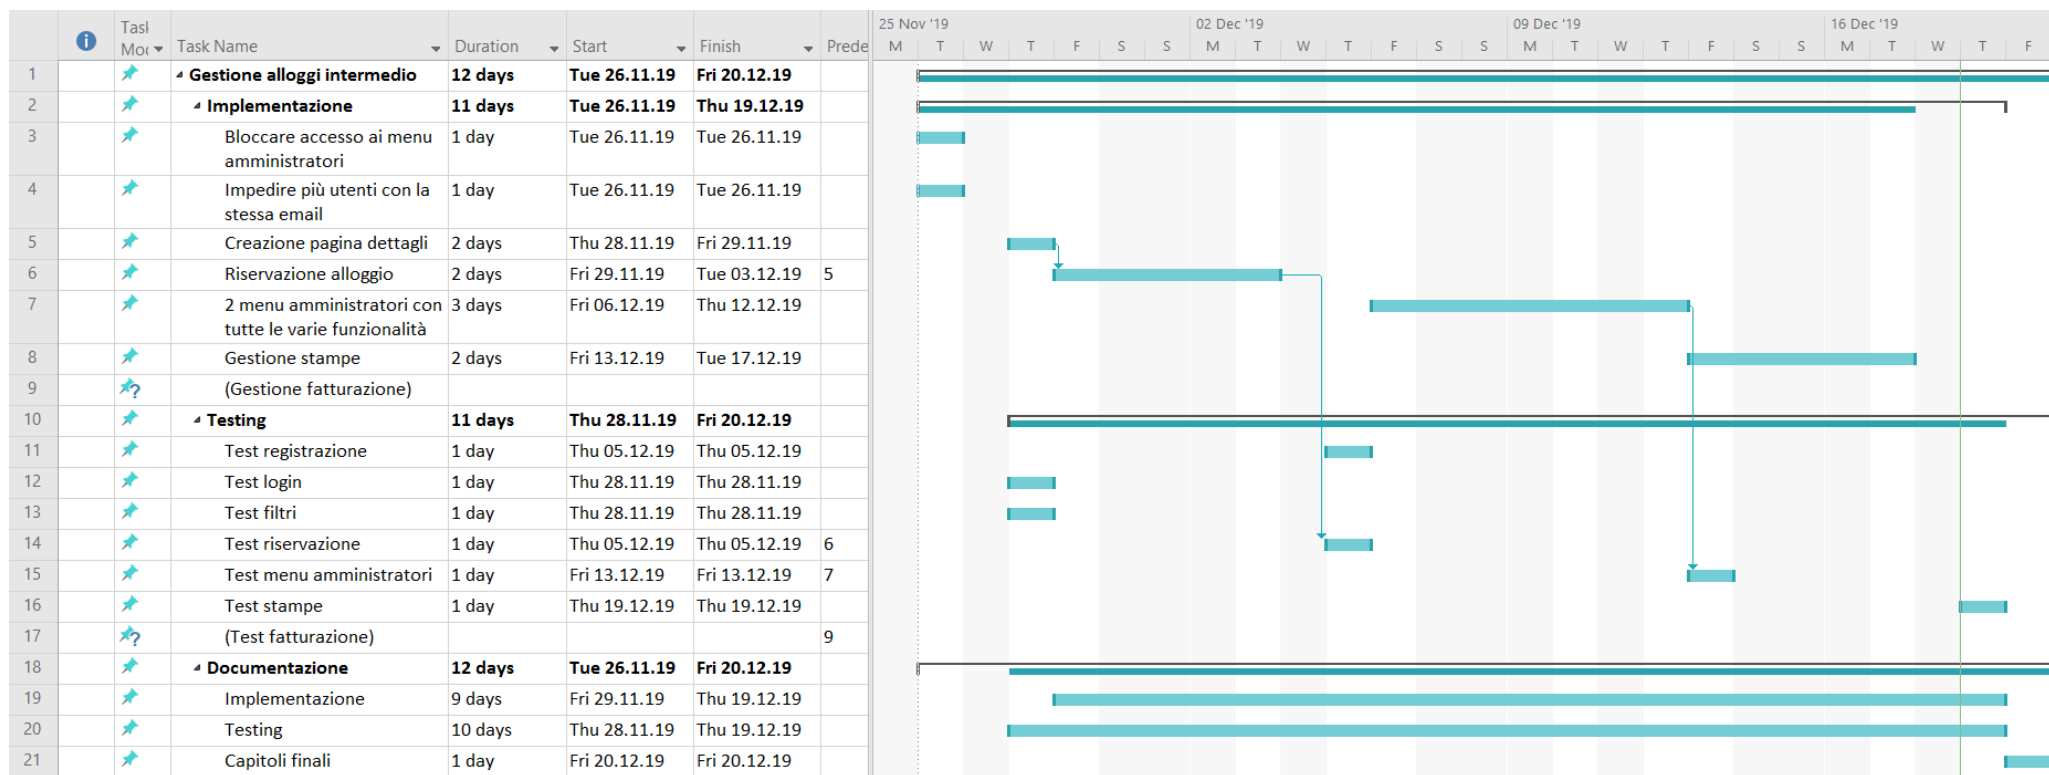 25 Nov '19 02 Dec '19 09 Dec '19 16 Dec '19
Task
Mod Task Name Duration Start Finish Prede M T W T F S S M T W T F S S M T W T F S S M T W T F
1 Gestione alloggi intermedio 12 days Tue 26.11.19 Fri 20.12.19
2 Implementazione 11 days Tue 26.11.19 Thu 19.12.19
3 Bloccare accesso ai menu 1 day Tue 26.11.19 Tue 26.11.19
amministratori
4 Impedire più utenti con la 1 day Tue 26.11.19 Tue 26.11.19
stessa email
5 Creazione pagina dettagli 2 days Thu 28.11.19 Fri 29.11.19
6 Riservazione alloggio 2 days Fri 29.11.19 Tue 03.12.19 5
7 2 menu amministratori con 3 days Fri 06.12.19 Thu 12.12.19
tutte le varie funzionalità
8 Gestione stampe 2 days Fri 13.12.19 Tue 17.12.19
9 (Gestione fatturazione)
10 Testing 11 days Thu 28.11.19 Fri 20.12.19
11 Test registrazione 1 day Thu 05.12.19 Thu 05.12.19
12 Test login 1 day Thu 28.11.19 Thu 28.11.19
13 Test filtri 1 day Thu 28.11.19 Thu 28.11.19
14 Test riservazione 1 day Thu 05.12.19 Thu 05.12.19 6
15 Test menu amministratori 1 day Fri 13.12.19 Fri 13.12.19 7
16 Test stampe 1 day Thu 19.12.19 Thu 19.12.19
17 (Test fatturazione) 9
18 Documentazione 12 days Tue 26.11.19 Fri 20.12.19
19 Implementazione 9 days Fri 29.11.19 Thu 19.12.19
20 Testing 10 days Thu 28.11.19 Thu 19.12.19
21 Capitoli finali 1 day Fri 20.12.19 Fri 20.12.19